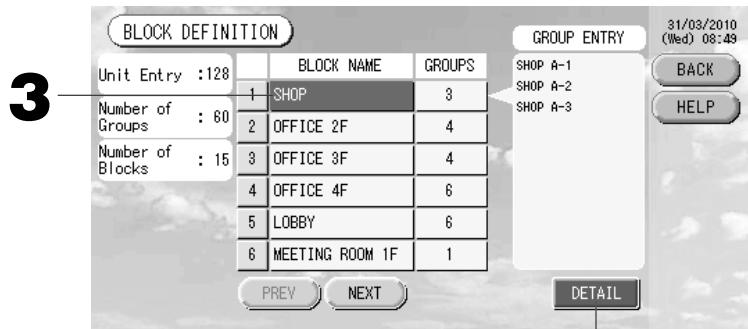 BLOCK DEFINITION
GROUP ENTRY
31/03/2010
(Wed) 08:49
Unit Entry :128
Number of Groups : 60
Number of Blocks : 15
3
BLOCK NAME GROUPS
1 SHOP 3
2 OFFICE 2F 4
3 OFFICE 3F 4
4 OFFICE 4F 6
5 LOBBY 6
6 MEETING ROOM 1F 1
SHOP A-1
SHOP A-2
SHOP A-3
BACK
HELP
PREV NEXT
DETAIL